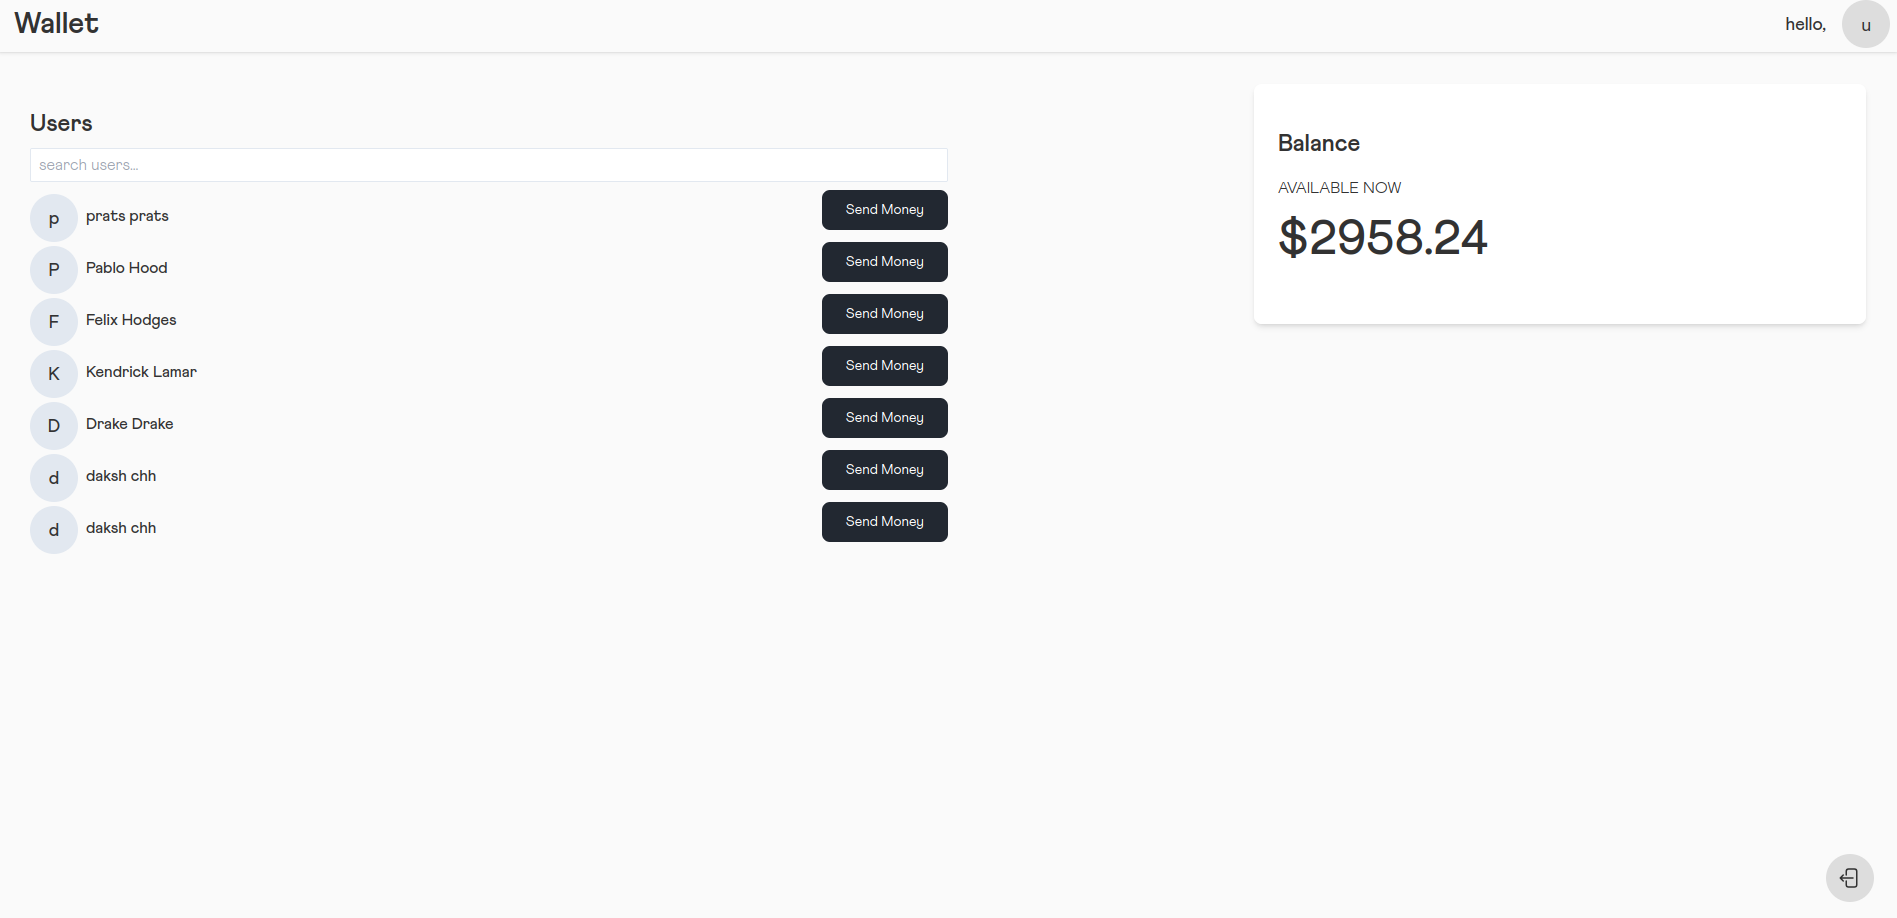 Wallet
hello,
u
Users
search users...
p
prats prats
Send Money
P
Pablo Hood
Send Money
F
Felix Hodges
Send Money
K
Kendrick Lamar
Send Money
D
Drake Drake
Send Money
d
daksh chh
Send Money
d
daksh chh
Send Money
Balance
AVAILABLE NOW
$2958.24